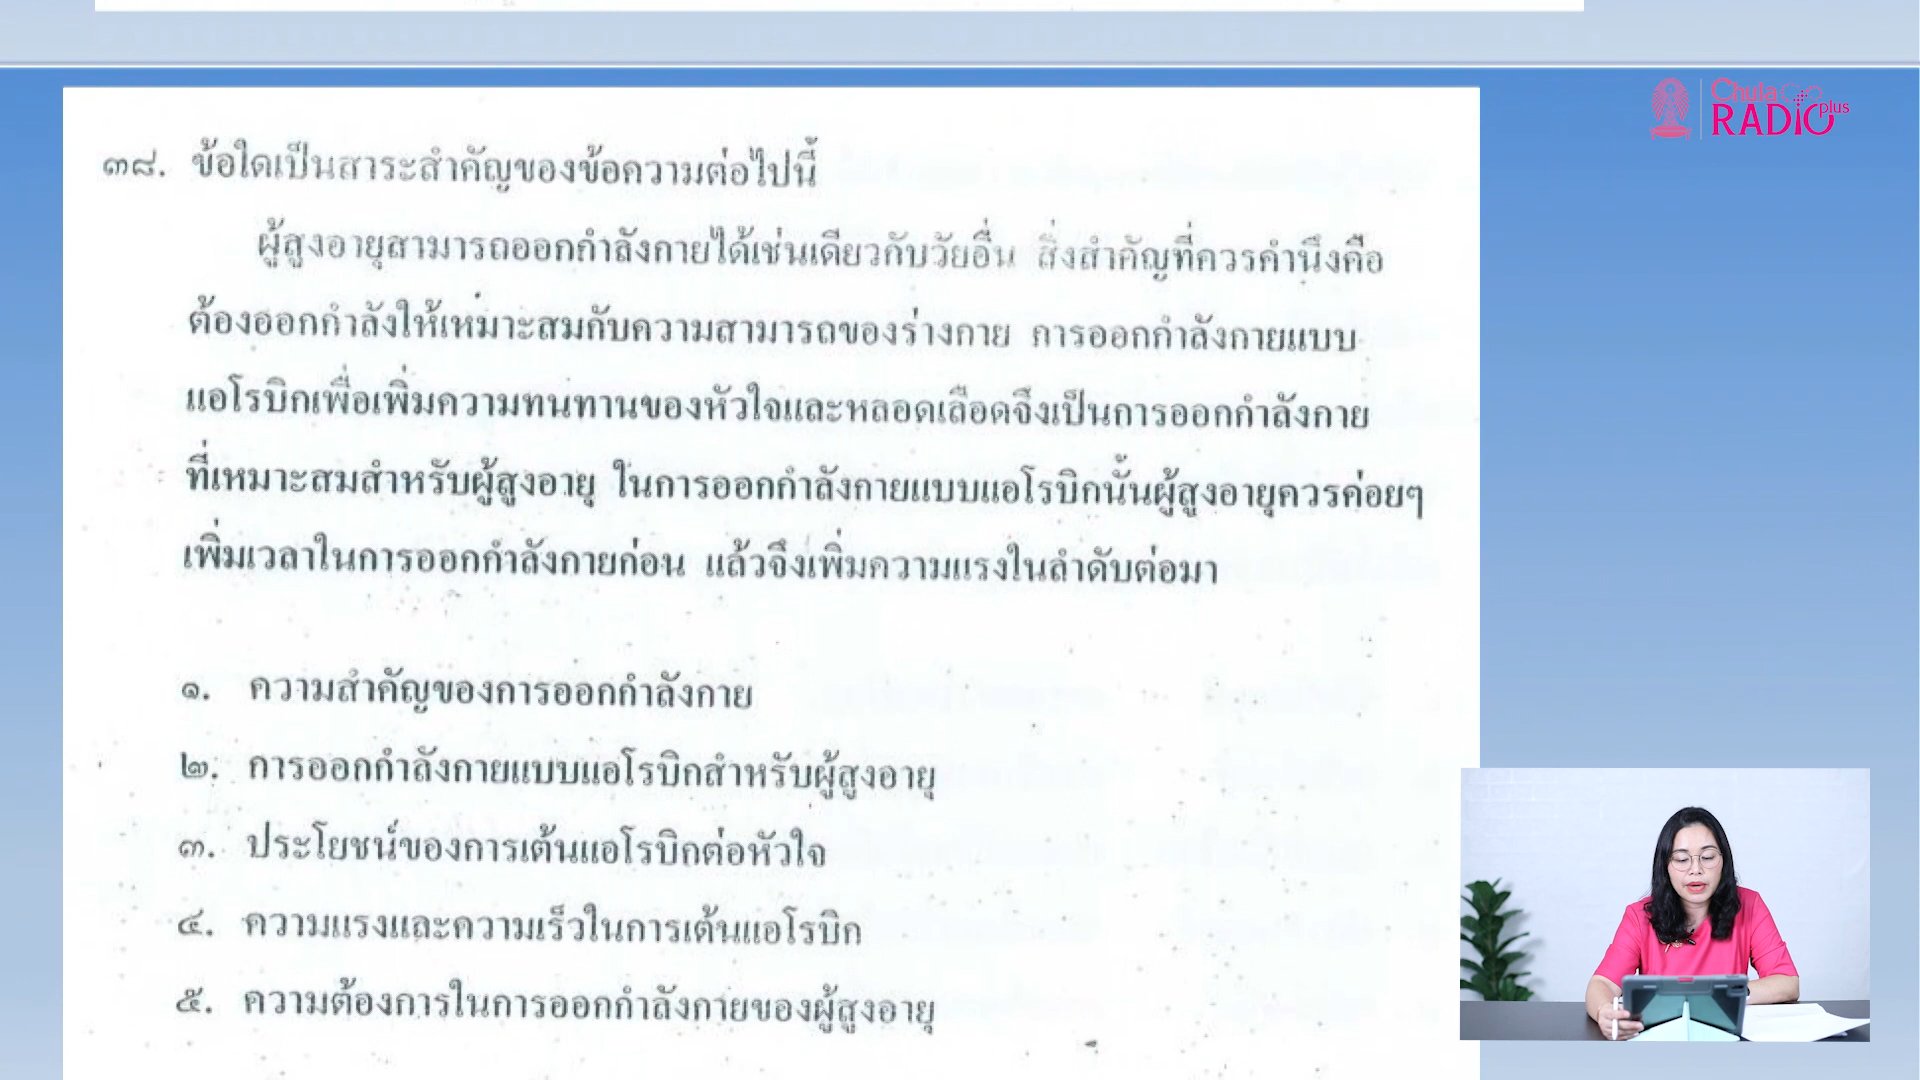 Chula
RADIO plus
๓๘. ข้อใดเป็นสาระสำคัญของข้อความต่อไปนี้
ผู้สูงอายุสามารถออกกำลังกายได้เช่นเดียวกับวัยอื่น สิ่งสำคัญที่ควรคำนึงคือ
ต้องออกกำลังให้เหมาะสมกับความสามารถของร่างกาย การออกกำลังกายแบบ
แอโรบิกเพื่อเพิ่มความทนทานของหัวใจและหลอดเลือดจึงเป็นการออกกำลังกาย
ที่เหมาะสมสำหรับผู้สูงอายุ ในการออกกำลังกายแบบแอโรบิกนั้นผู้สูงอายุควรค่อยๆ
เพิ่มเวลาในการออกกำลังกายก่อน แล้วจึงเพิ่มความแรงในลำดับต่อมา
๑. ความสำคัญของการออกกำลังกาย
๒. การออกกำลังกายแบบแอโรบิกสำหรับผู้สูงอายุ
๓. ประโยชน์ของการเต้นแอโรบิกต่อหัวใจ
๔. ความแรงและความเร็วในการเต้นแอโรบิก
๕. ความต้องการในการออกกำลังกายของผู้สูงอายุ